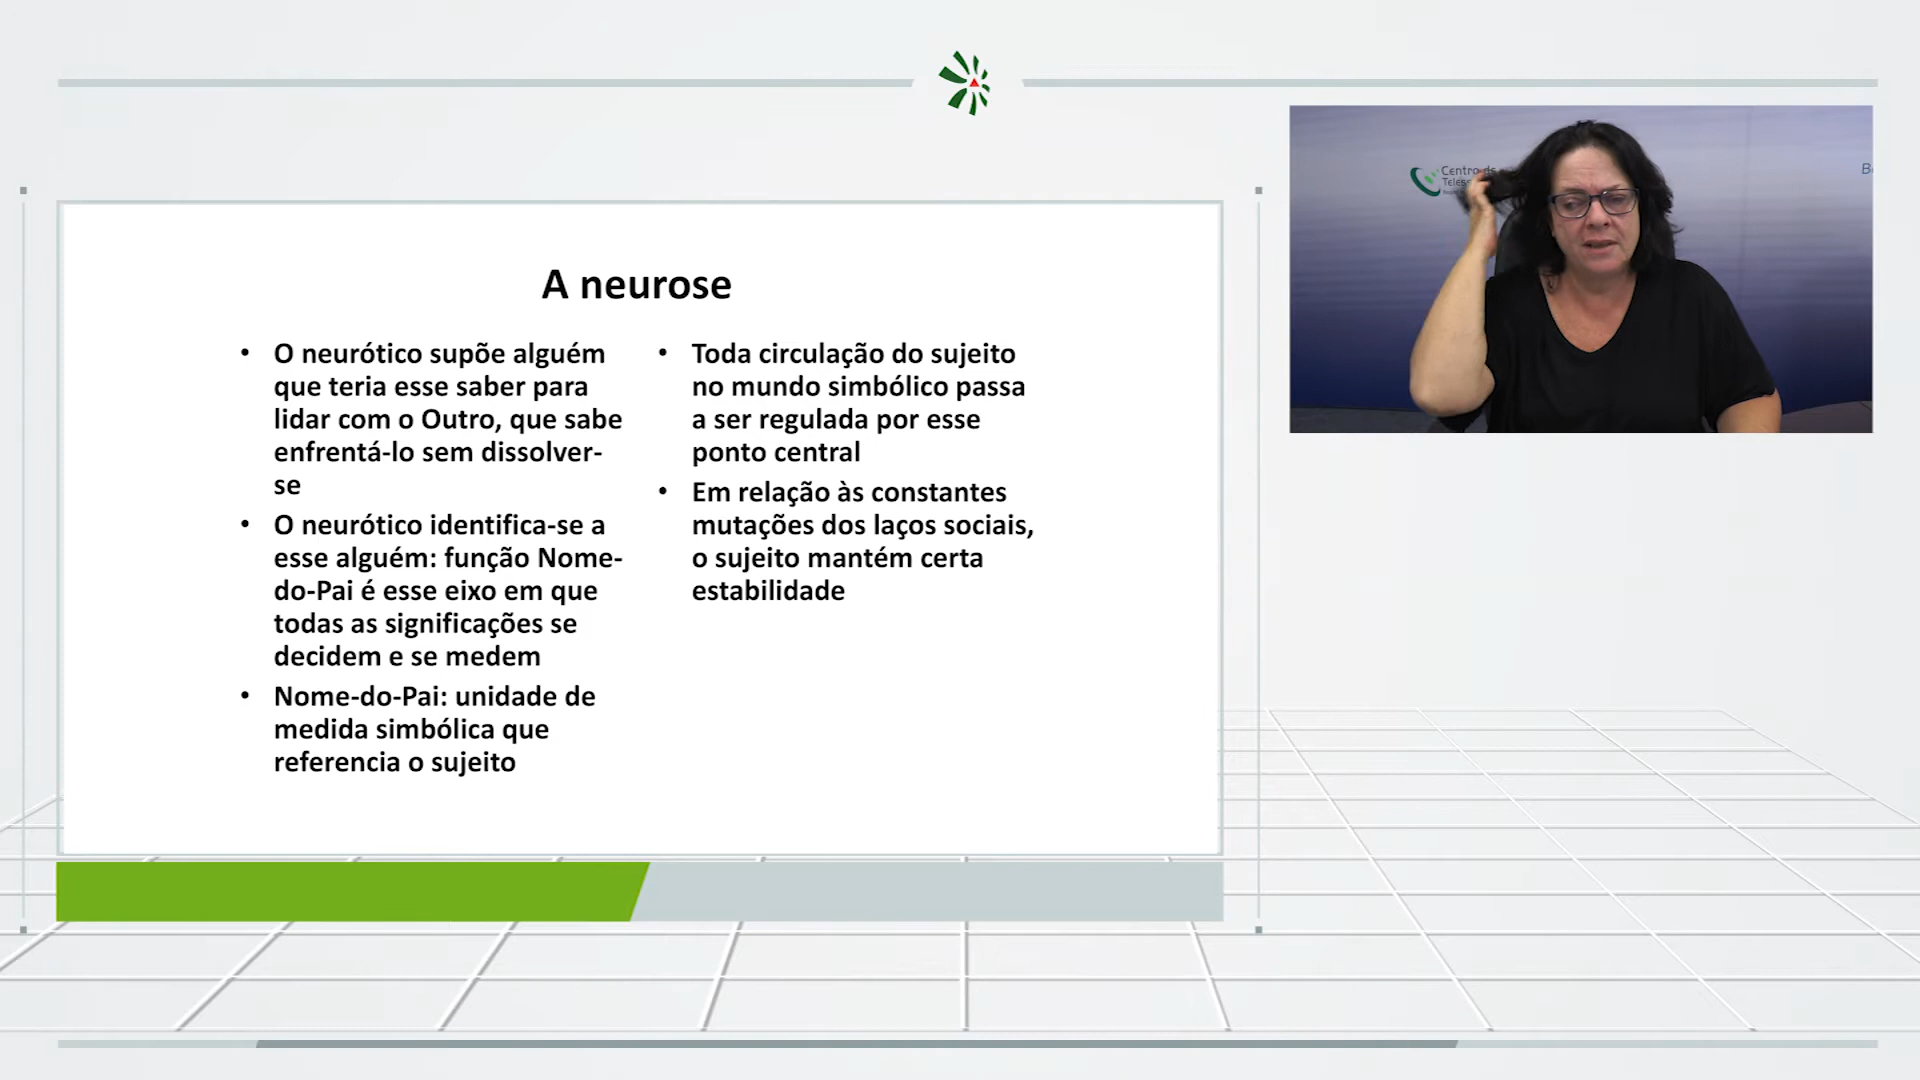 A neurose
• O neurótico supõe alguém
que teria esse saber para
lidar com o Outro, que sabe
enfrentá-lo sem dissolver-
se
• O neurótico identifica-se a
esse alguém: função Nome-
do-Pai é esse eixo em que
todas as significações se
decidem e se medem
• Nome-do-Pai: unidade de
medida simbólica que
referencia o sujeito
• Toda circulação do sujeito
no mundo simbólico passa
a ser regulada por esse
ponto central
• Em relação às constantes
mutações dos laços sociais,
o sujeito mantém certa
estabilidade
Centro de